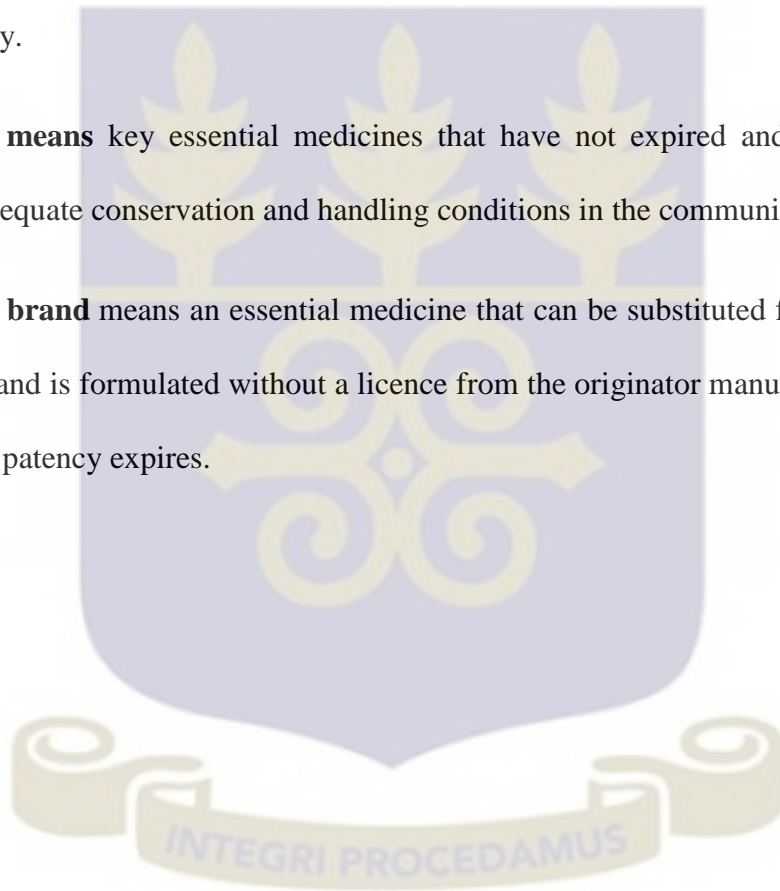 y.
means key essential medicines that have not expired and
equate conservation and handling conditions in the communi
brand means an essential medicine that can be substituted f
and is formulated without a licence from the originator manu
patency expires.
INTEGRI PROCEDAMUS